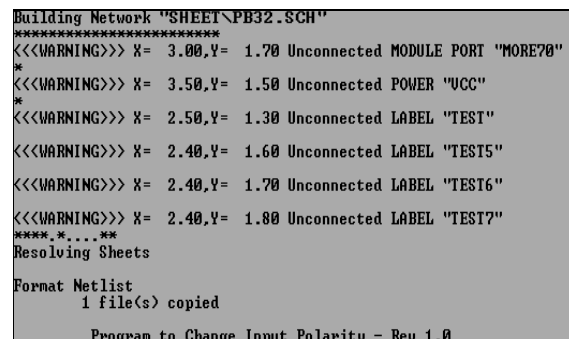 Building Network "SHEET\PB32.SCH"
************************
<<<WARNING>>> X=  3.00,Y=  1.70 Unconnected MODULE PORT "MORE70"
*
<<<WARNING>>> X=  3.50,Y=  1.50 Unconnected POWER "VCC"
*
<<<WARNING>>> X=  2.50,Y=  1.30 Unconnected LABEL "TEST"
<<<WARNING>>> X=  2.40,Y=  1.60 Unconnected LABEL "TEST5"
<<<WARNING>>> X=  2.40,Y=  1.70 Unconnected LABEL "TEST6"
<<<WARNING>>> X=  2.40,Y=  1.80 Unconnected LABEL "TEST7"
****.*....**
Resolving Sheets
Format Netlist
1 file(s) copied
Program to Change Input Polarity - Rev 1.0